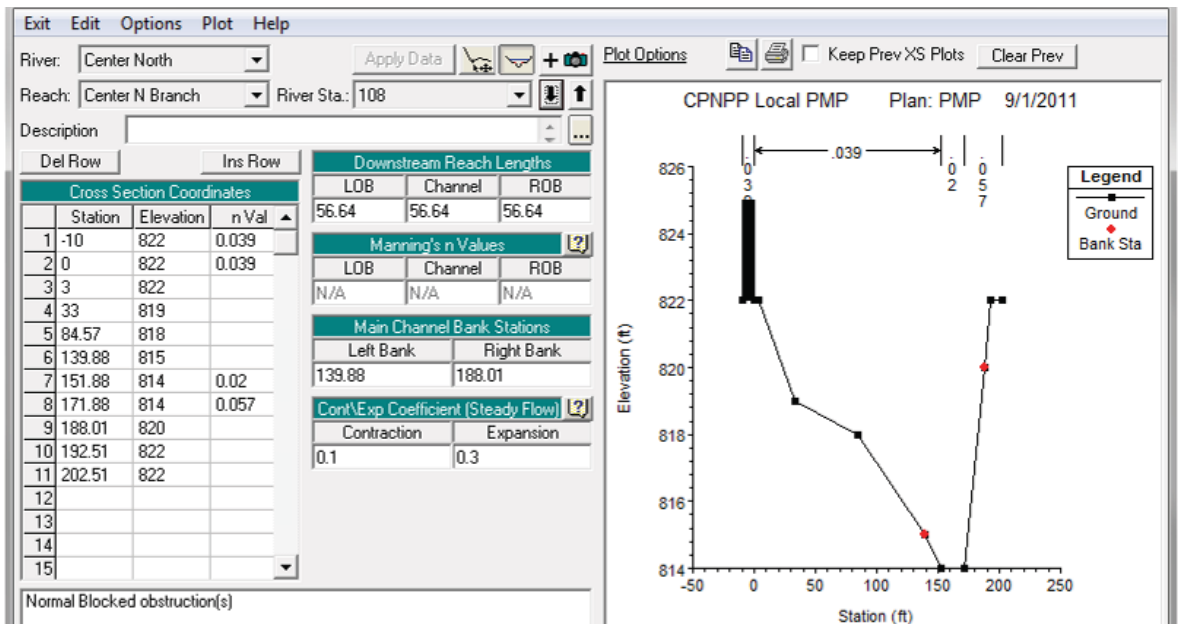 Exit Edit Options Plot Help
River: Center North Apply Data +
Reach: Center N Branch River Sta.: 108
Description ...
Del Row Ins Row
Cross Section Coordinates
Station Elevation n Val
1 -10 822 0.039
2 0 822 0.039
3 3 822
4 33 819
5 84.57 818
6 139.88 815
7 151.88 814 0.02
8 171.88 814 0.057
9 188.01 820
10 192.51 822
11 202.51 822
12
13
14
15
Downstream Reach Lengths
LOB Channel ROB
56.64 56.64 56.64
Manning's n Values ?
LOB Channel ROB
N/A N/A N/A
Main Channel Bank Stations
Left Bank Right Bank
139.88 188.01
Cont\Exp Coefficient (Steady Flow) ?
Contraction Expansion
0.1 0.3
Normal Blocked obstruction(s)
Plot Options Keep Prev XS Plots Clear Prev
CPNPP Local PMP Plan: PMP 9/1/2011
.039
.02
.057
826
824
822
820
818
816
814
Elevation (ft)
-50 0 50 100 150 200 250
Station (ft)
Legend
Ground
Bank Sta